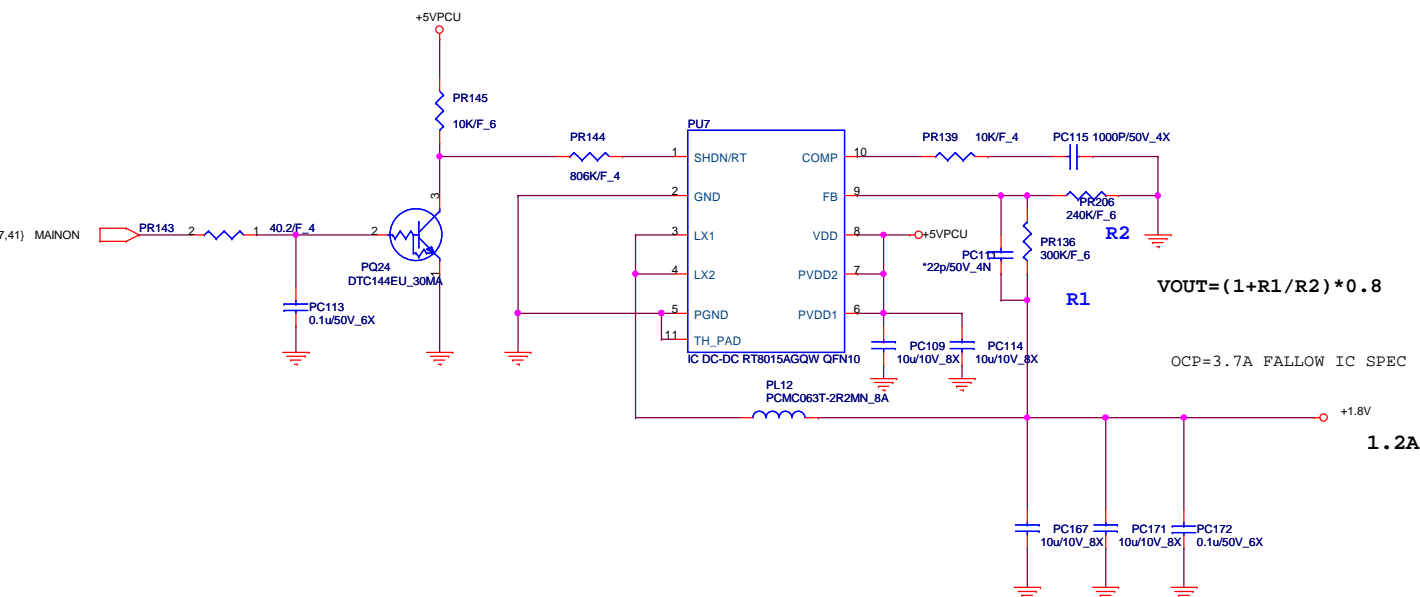 +5VPCU
PR145
10K/F_6
PR144
806K/F_4
PU7
1
SHDN/RT
2
GND
3
LX1
4
LX2
5
PGND
11
TH_PAD
COMP
10
FB
9
VDD
8
PVDD2
7
PVDD1
6
IC DC-DC RT8015AGQW QFN10
PR139 10K/F_4
PC115 1000P/50V_4X
PR206
240K/F_6
R2
+5VPCU
PC111
*22p/50V_4N
PR136
300K/F_6
R1
VOUT=(1+R1/R2)*0.8
OCP=3.7A FALLOW IC SPEC
7,41} MAINON
PR143
2
1
40.2/F_4
2
3
1
PQ24
DTC144EU_30MA
PC113
0.1u/50V_6X
PC109
10u/10V_8X
PC114
10u/10V_8X
PL12
PCMC063T-2R2MN_8A
+1.8V
1.2A
PC167
10u/10V_8X
PC171
10u/10V_8X
PC172
0.1u/50V_6X